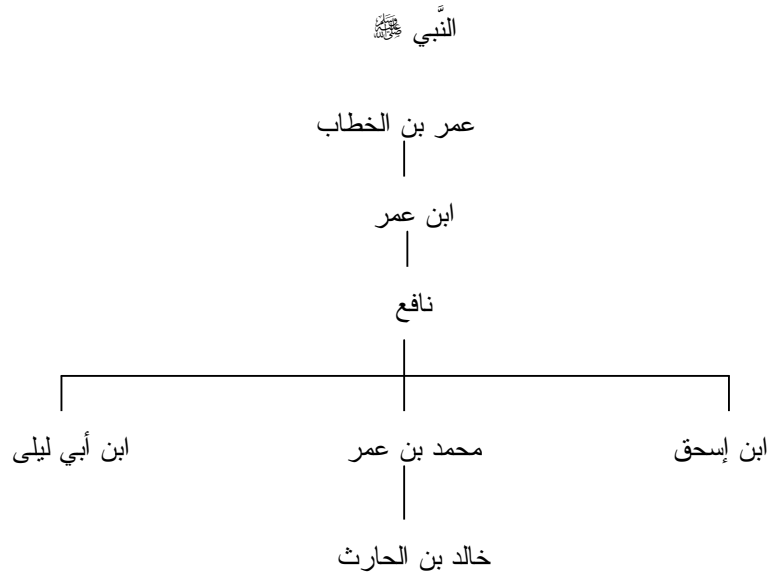 النَّبي ﷺ
عمر بن الخطاب
ابن عمر
نافع
ابن إسحق
محمد بن عمر
ابن أبي ليلى
خالد بن الحارث